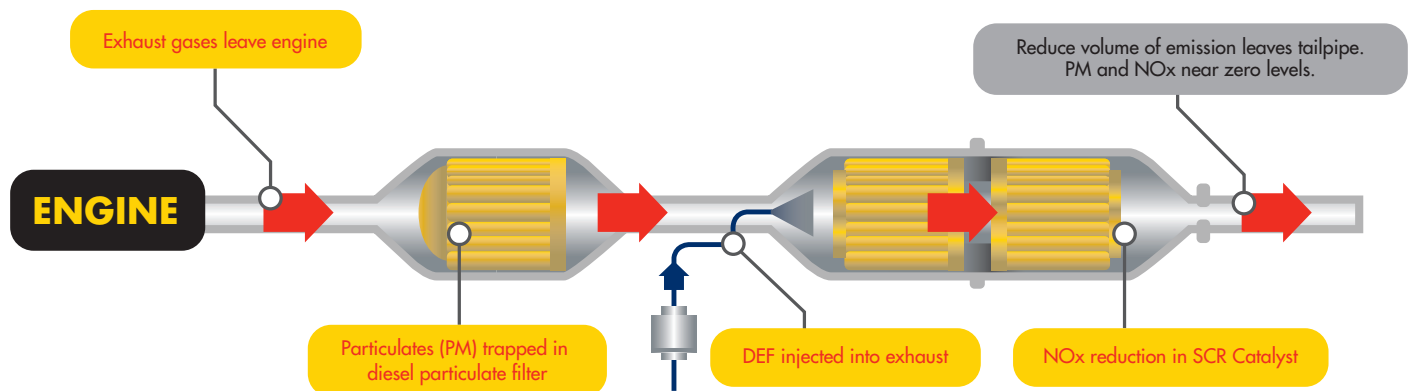 Exhaust gases leave engine
Reduce volume of emission leaves tailpipe.
PM and NOx near zero levels.
ENGINE
Particulates (PM) trapped in
diesel particulate filter
DEF injected into exhaust
NOx reduction in SCR Catalyst